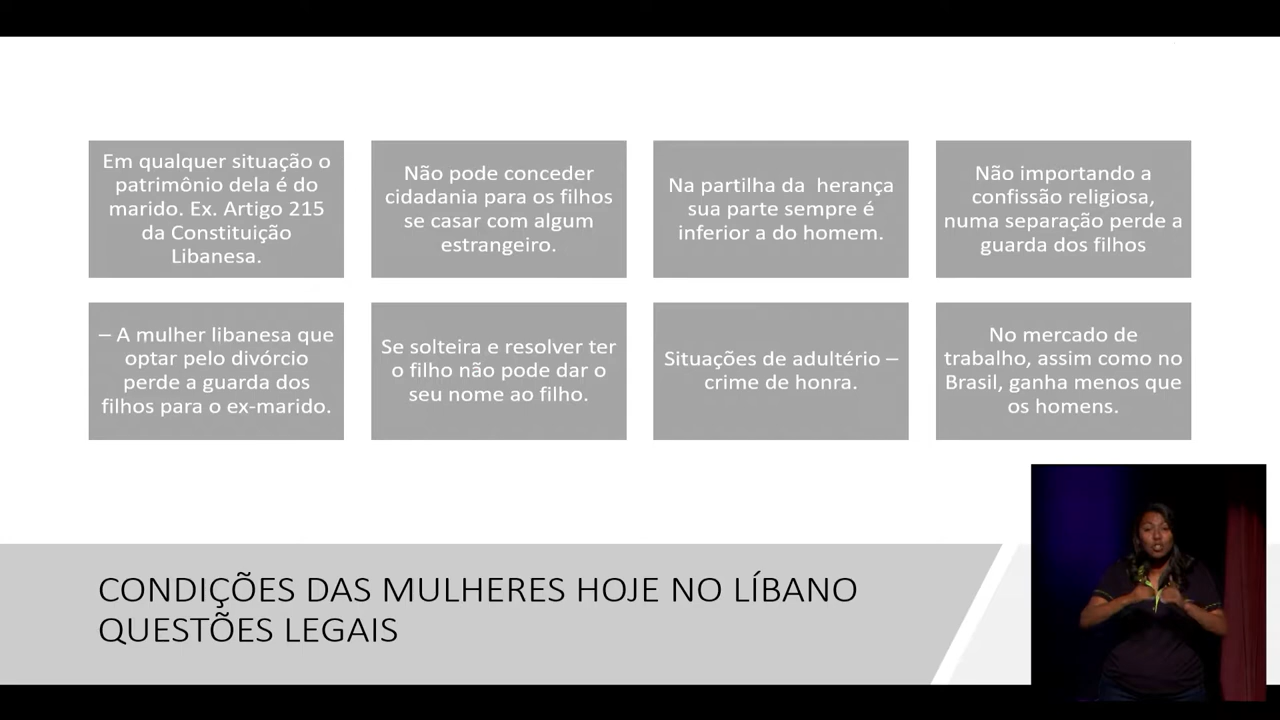 Em qualquer situação o
patrimônio dela é do
marido. Ex. Artigo 215
da Constituição
Libanesa.
Não pode conceder
cidadania para os filhos
se casar com algum
estrangeiro.
Na partilha da  herança
sua parte sempre é
inferior a do homem.
Não importando a
confissão religiosa,
numa separação perde a
guarda dos filhos
– A mulher libanesa que
optar pelo divórcio
perde a guarda dos
filhos para o ex-marido.
Se solteira e resolver ter
o filho não pode dar o
seu nome ao filho.
Situações de adultério –
crime de honra.
No mercado de
trabalho, assim como no
Brasil, ganha menos que
os homens.
CONDIÇÕES DAS MULHERES HOJE NO LÍBANO
QUESTÕES LEGAIS